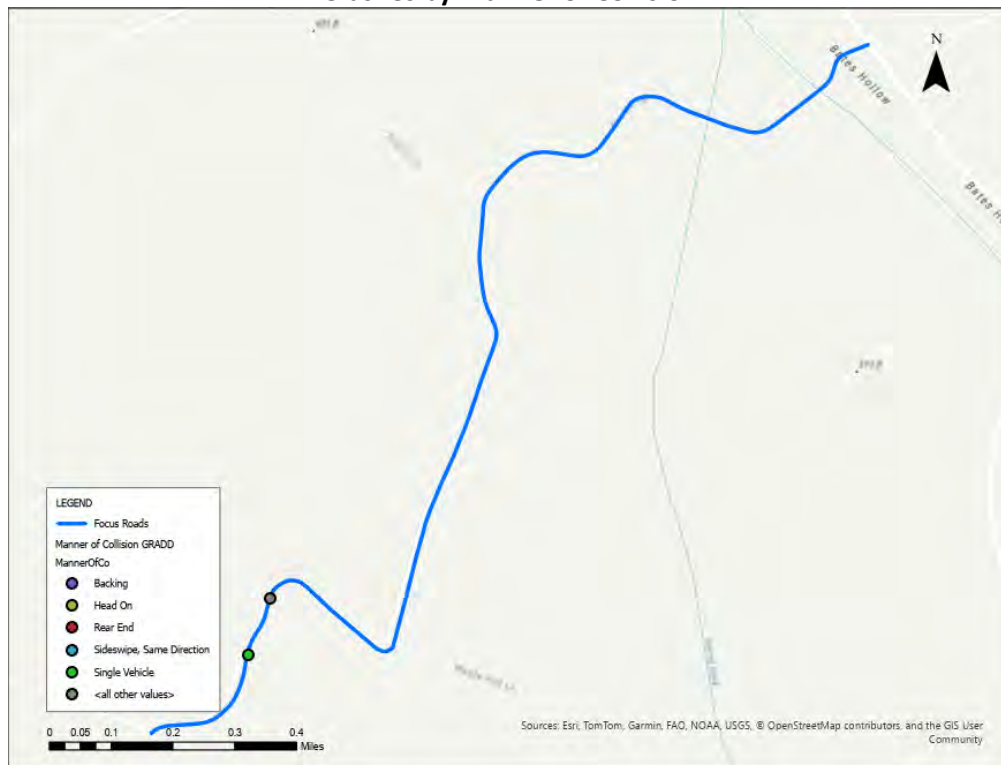 N
Bates Hollow
LEGEND
Focus Roads
Manner of Collision GRADD
MannerOfCo
Backing
Head On
Rear End
Sideswipe, Same Direction
Single Vehicle
<all other values>
0 0.05 0.1 0.2 0.3 0.4
Miles
Sources: Esri, TomTom, Garmin, FAO, NOAA, USGS, © OpenStreetMap contributors, and the GIS User
Community